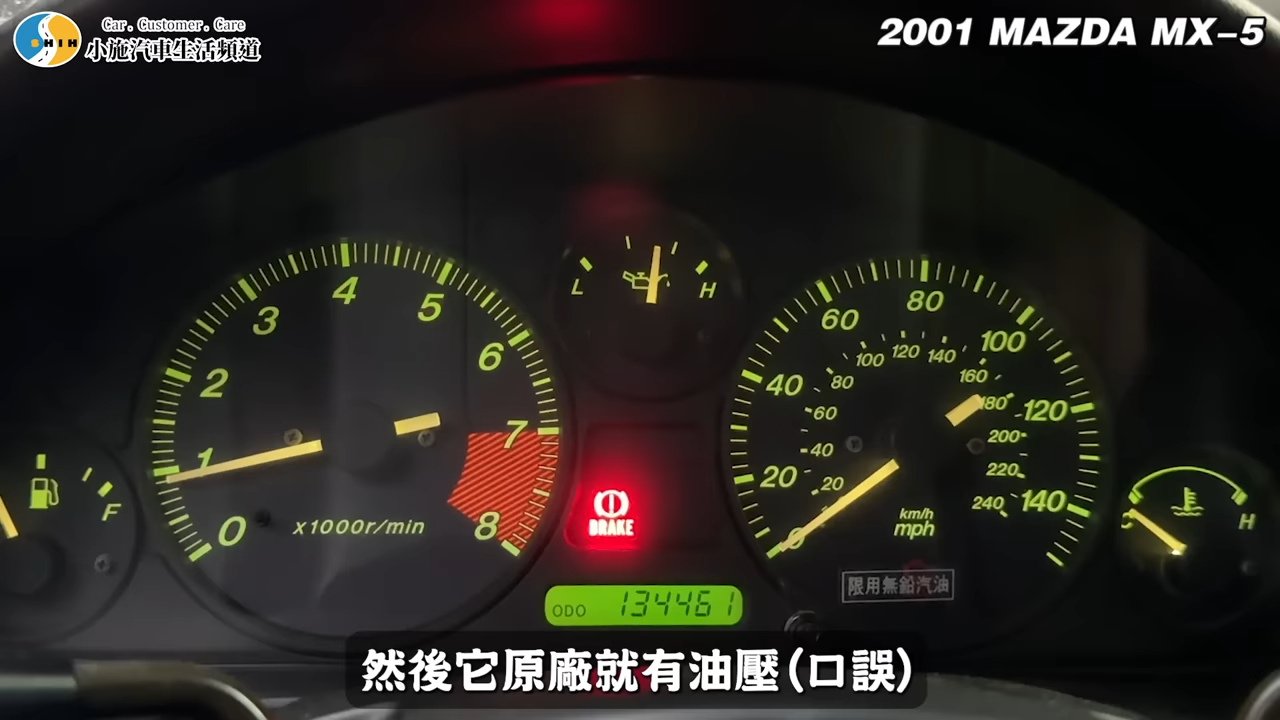 Car. Customer. Care
SHIH
小施汽車生活頻道
2001 MAZDA MX-5
0
1
2
3
4
5
6
7
8
x1000r/min
F
L
H
BRAKE
ODO 134461
0
20
40
60
80
100
120
140
20
40
60
80
100
120
140
160
180
200
220
240
km/h
mph
限用無鉛汽油
C
H
然後它原廠就有油壓(口誤)